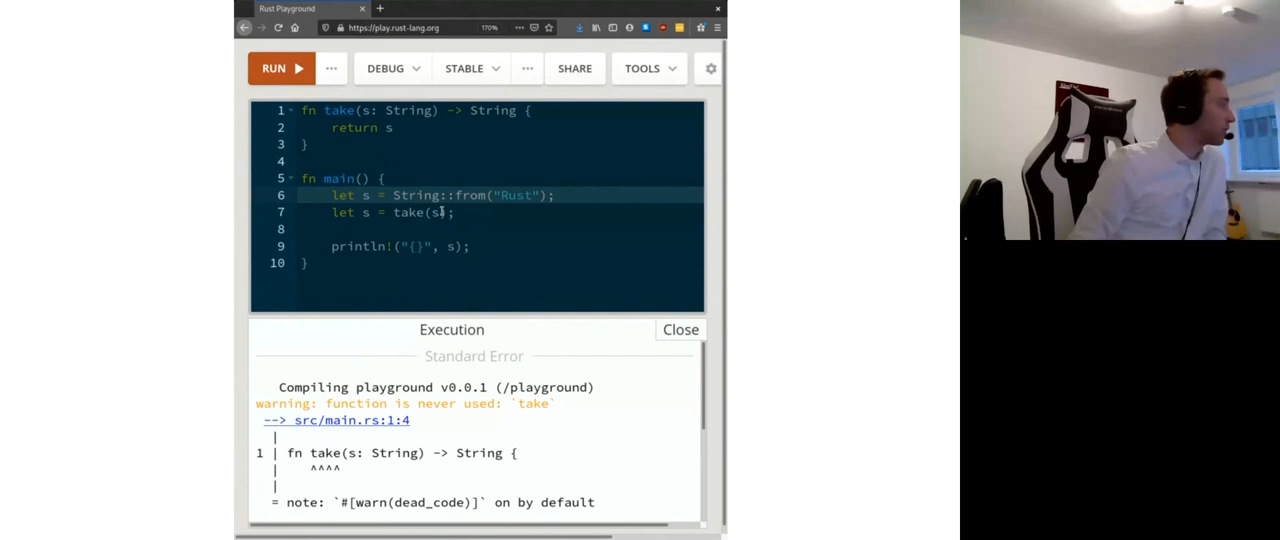 Rust Playground
https://play.rust-lang.org
170%
RUN
DEBUG
STABLE
SHARE
TOOLS
1 fn take(s: String) -> String {
2 return s
3 }
4
5 fn main() {
6 let s = String::from("Rust");
7 let s = take(s);
8
9 println!("{}", s);
10 }
Execution
Close
Standard Error
Compiling playground v0.0.1 (/playground)
warning: function is never used: `take`
--> src/main.rs:1:4
|
1 | fn take(s: String) -> String {
| ^^^^
|
= note: `#[warn(dead_code)]` on by default